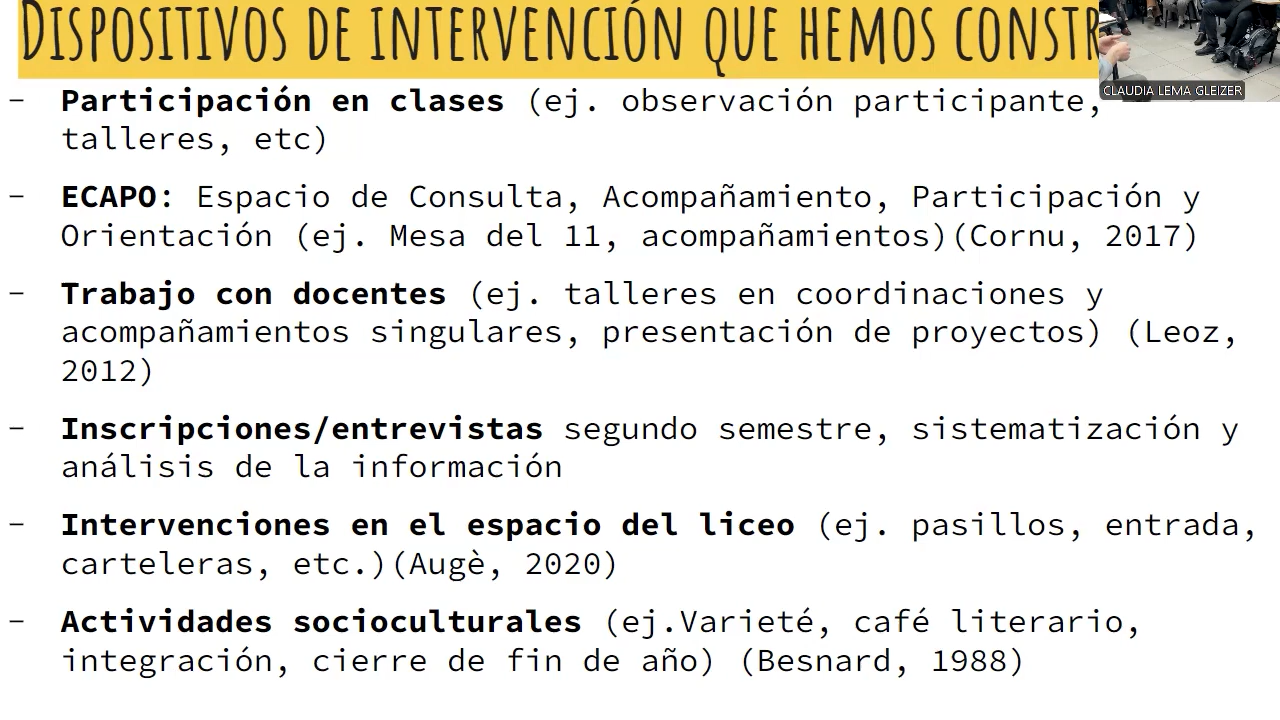 DISPOSITIVOS DE INTERVENCIÓN QUE HEMOS CONSTR
CLAUDIA LEMA GLEIZER
- Participación en clases (ej. observación participante,
talleres, etc)
- ECAPO: Espacio de Consulta, Acompañamiento, Participación y
Orientación (ej. Mesa del 11, acompañamientos)(Cornu, 2017)
- Trabajo con docentes (ej. talleres en coordinaciones y
acompañamientos singulares, presentación de proyectos) (Leoz,
2012)
- Inscripciones/entrevistas segundo semestre, sistematización y
análisis de la información
- Intervenciones en el espacio del liceo (ej. pasillos, entrada,
carteleras, etc.)(Augè, 2020)
- Actividades socioculturales (ej.Varieté, café literario,
integración, cierre de fin de año) (Besnard, 1988)